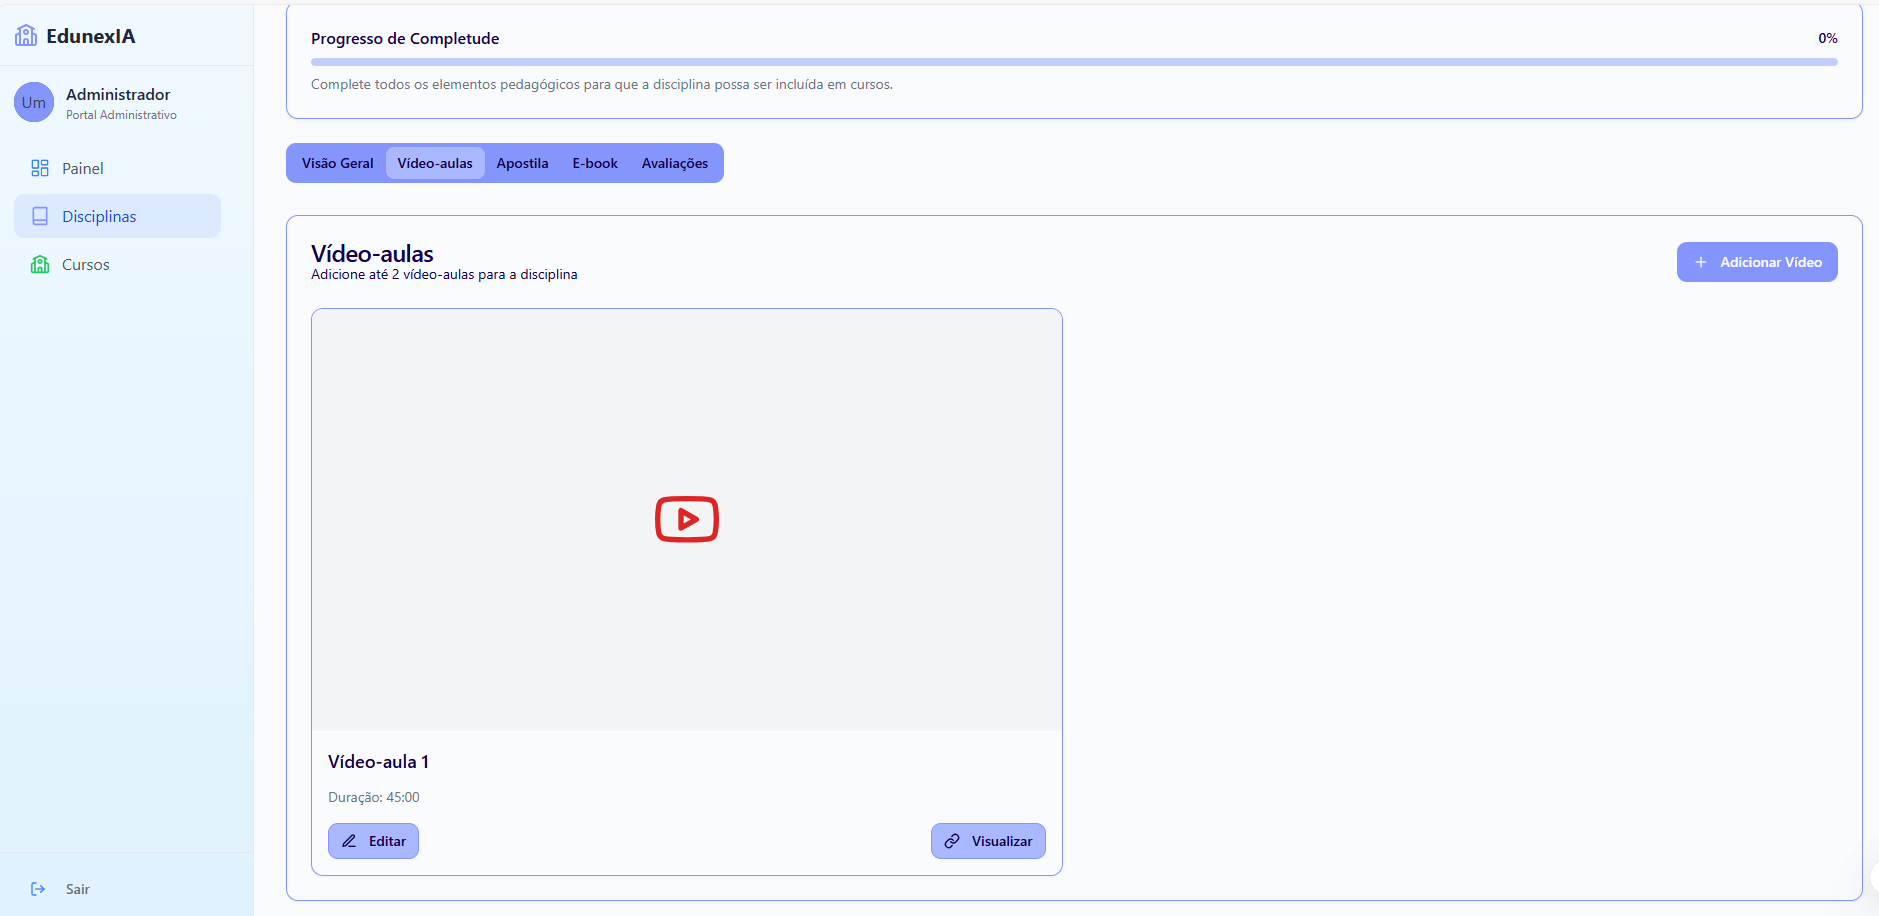 EdunexIA
Um
Administrador
Portal Administrativo
Painel
Disciplinas
Cursos
Sair
Progresso de Completude
0%
Complete todos os elementos pedagógicos para que a disciplina possa ser incluída em cursos.
Visão Geral
Vídeo-aulas
Apostila
E-book
Avaliações
Vídeo-aulas
Adicione até 2 vídeo-aulas para a disciplina
Adicionar Vídeo
Vídeo-aula 1
Duração: 45:00
Editar
Visualizar